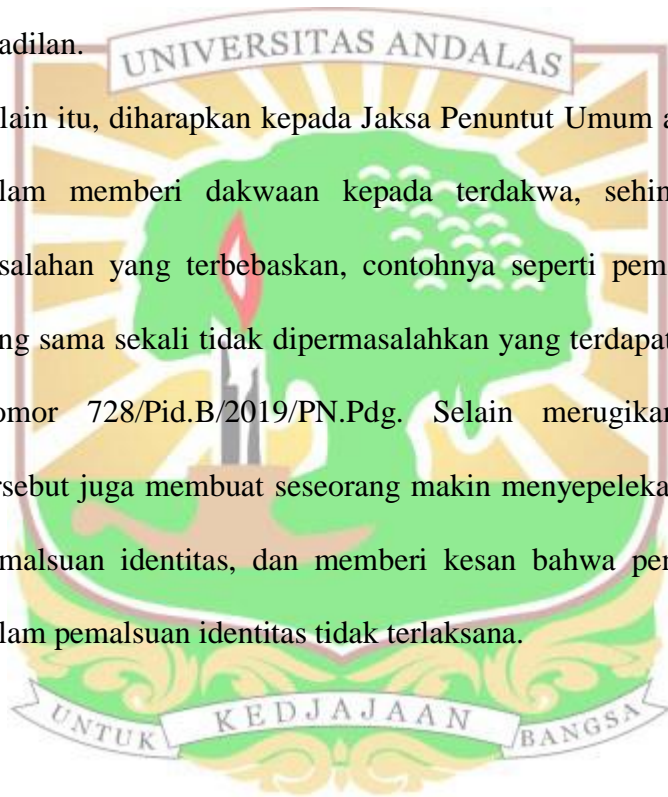 adilan.
UNIVERSITAS ANDALAS
lain itu, diharapkan kepada Jaksa Penuntut Umum a
lam memberi dakwaan kepada terdakwa, sehin
salahan yang terbebaskan, contohnya seperti pem
ng sama sekali tidak dipermasalahkan yang terdapat
omor 728/Pid.B/2019/PN.Pdg. Selain merugikan
rsebut juga membuat seseorang makin menyepeleka
malsuan identitas, dan memberi kesan bahwa per
lam pemalsuan identitas tidak terlaksana.
UNTUK KEDJAJAAN BANGSA